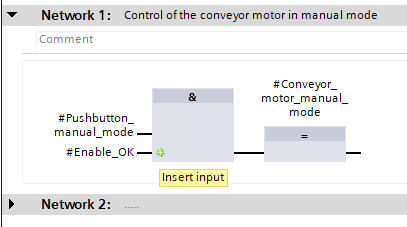 Network 1: Control of the conveyor motor in manual mode
Comment
#Conveyor_
motor_manual_
mode
&
#Pushbutton_
manual_mode
=
#Enable_OK
Insert input
Network 2: .....